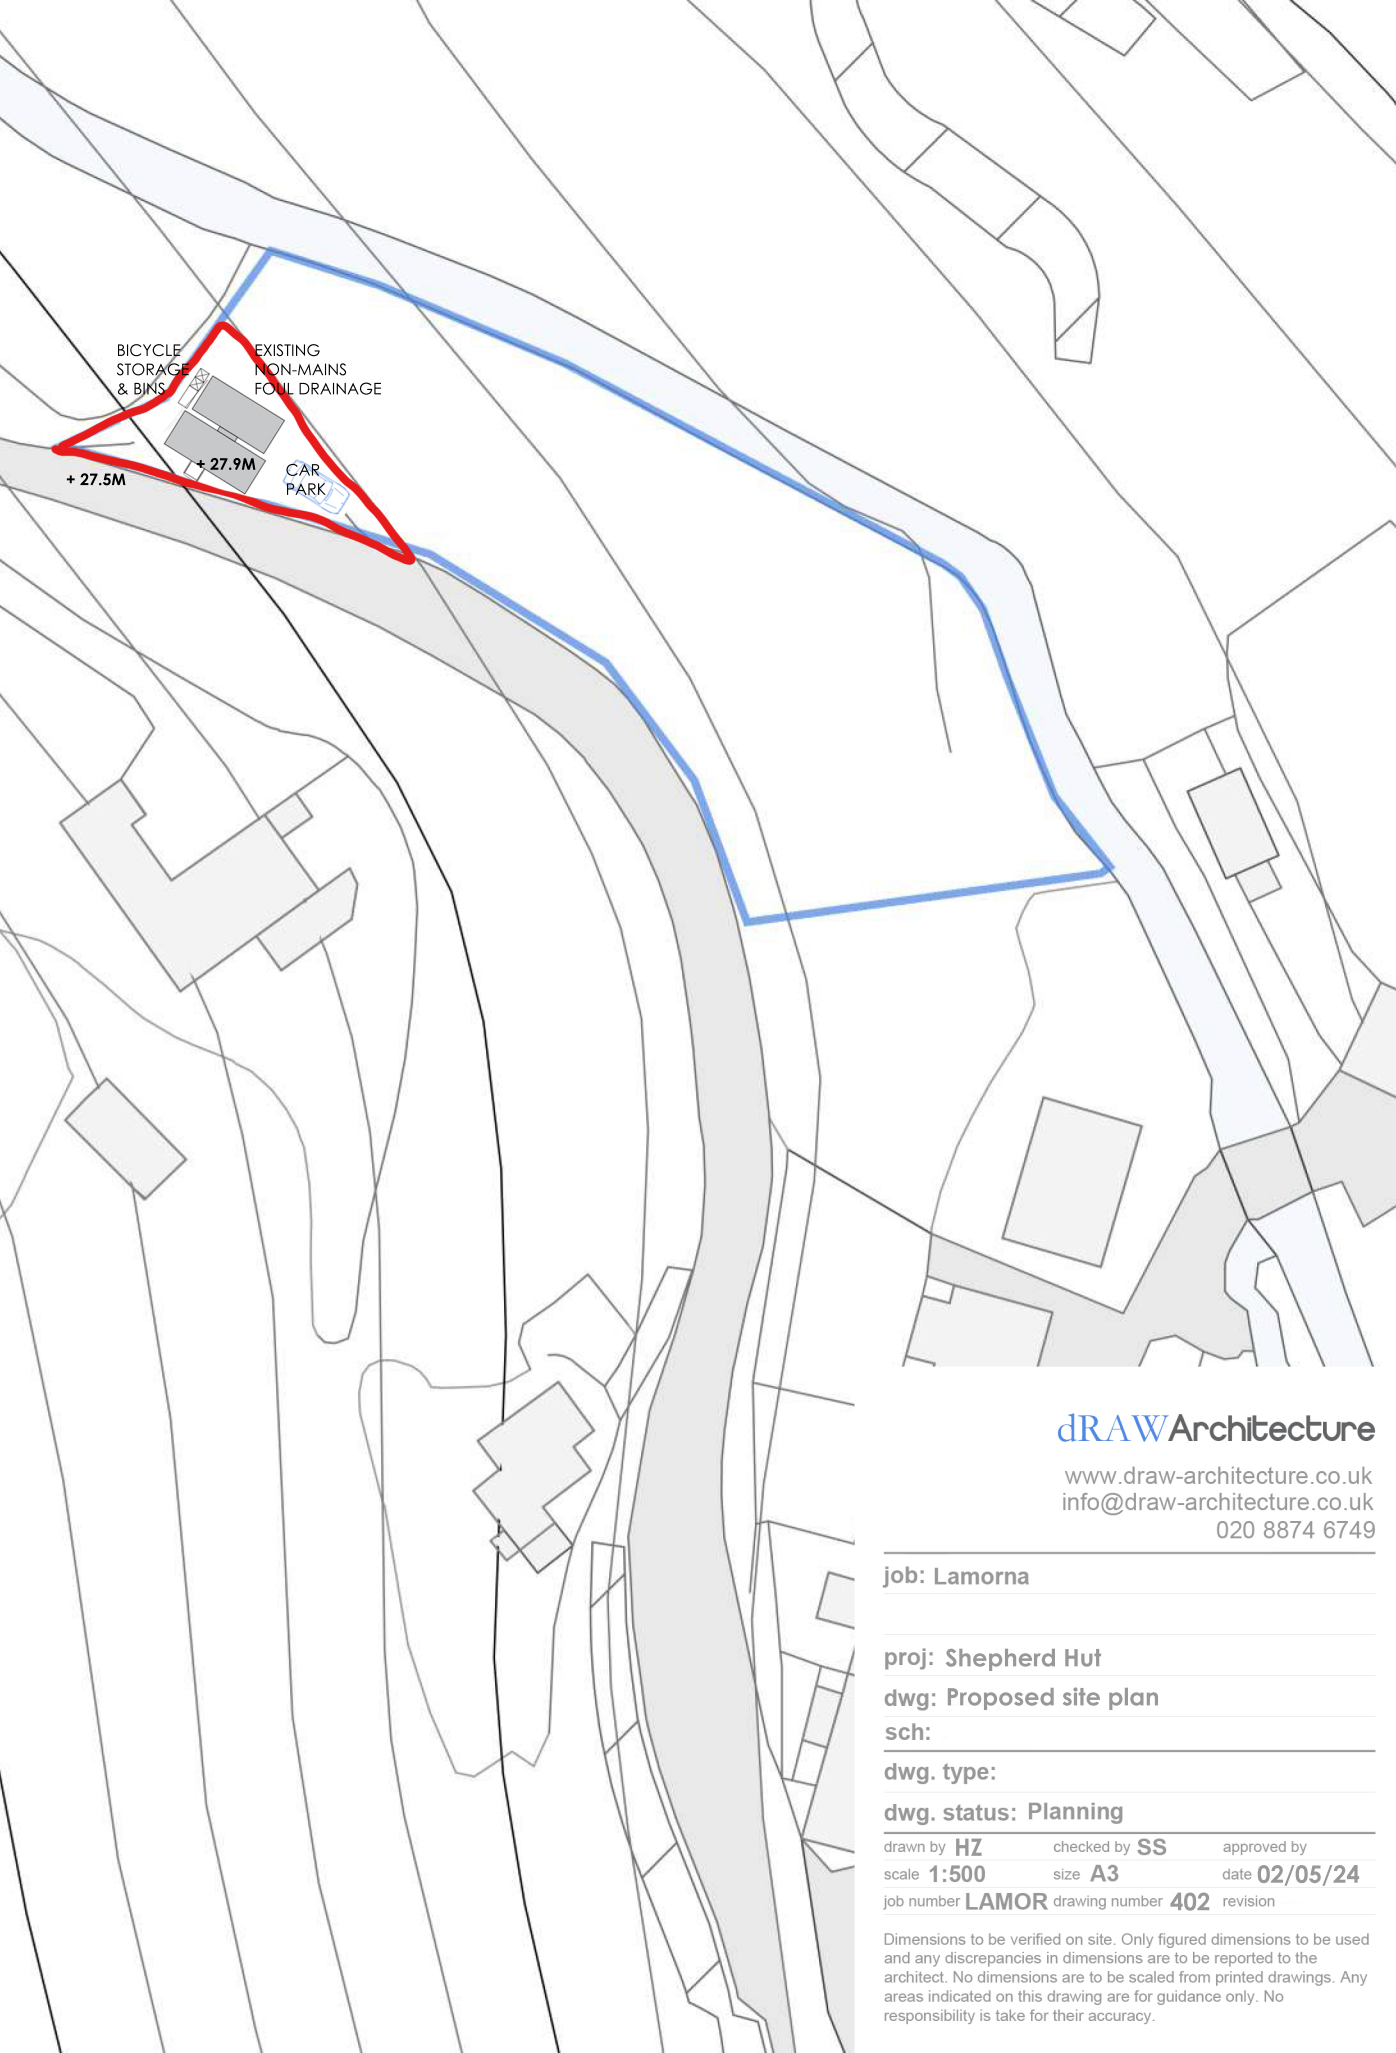 BICYCLE
STORAGE
& BINS
EXISTING
NON-MAINS
FOUL DRAINAGE
+ 27.9M
CAR
PARK
+ 27.5M
dRAWArchitecture
www.draw-architecture.co.uk
info@draw-architecture.co.uk
020 8874 6749
job: Lamorna
proj: Shepherd Hut
dwg: Proposed site plan
sch:
dwg. type:
dwg. status: Planning
drawn by HZ checked by SS approved by
scale 1:500 size A3 date 02/05/24
job number LAMOR drawing number 402 revision
Dimensions to be verified on site. Only figured dimensions to be used
and any discrepancies in dimensions are to be reported to the
architect. No dimensions are to be scaled from printed drawings. Any
areas indicated on this drawing are for guidance only. No
responsibility is take for their accuracy.